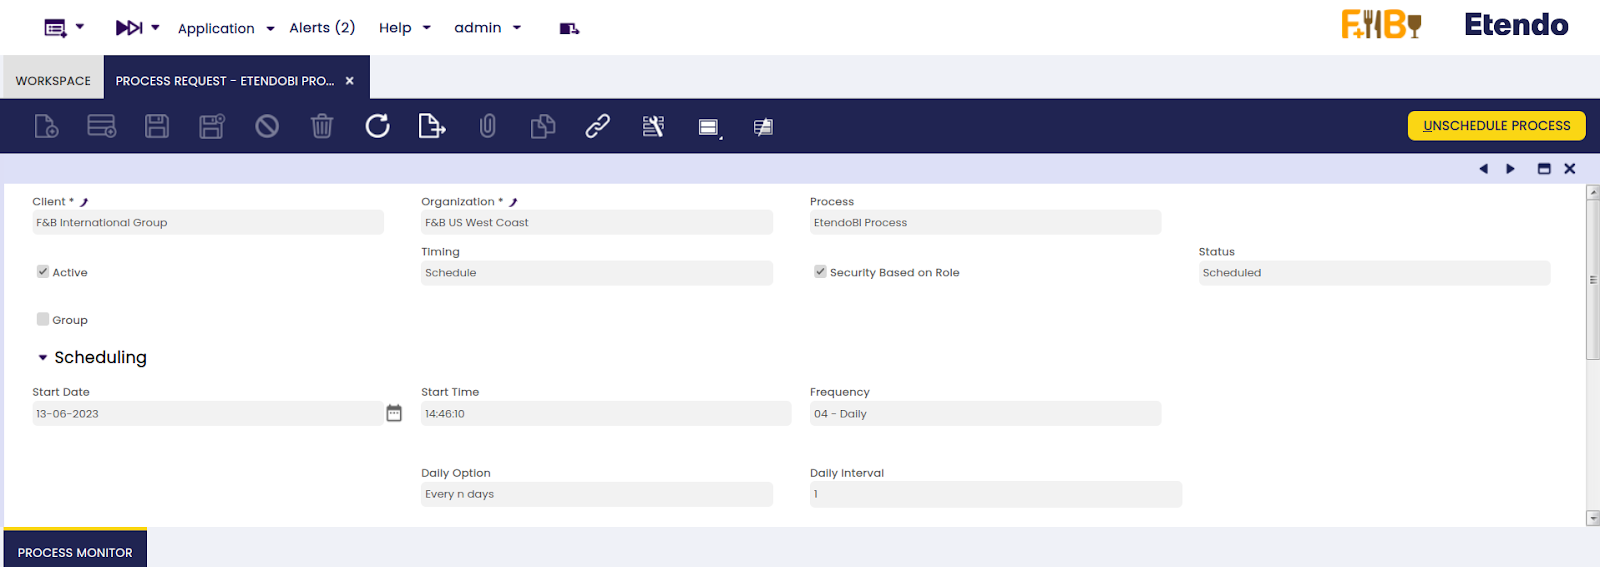 Application Alerts (2) Help admin F&B Etendo
WORKSPACE PROCESS REQUEST - ETENDOBI PRO...
UNSCHEDULE PROCESS
Client * Organization * Process
F&B International Group F&B US West Coast EtendoBI Process
Timing Status
Active Schedule Security Based on Role Scheduled
Group
Scheduling
Start Date Start Time Frequency
13-06-2023 14:46:10 04 - Daily
Daily Option Daily Interval
Every n days 1
PROCESS MONITOR